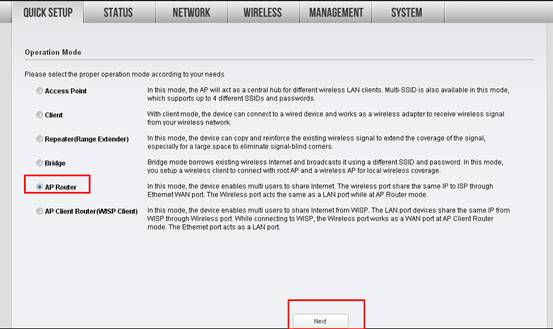 QUICK SETUP STATUS NETWORK WIRELESS MANAGEMENT SYSTEM
Operation Mode
Please select the proper operation mode according to your needs
Access Point In this mode, the AP will act as a central hub for different wireless LAN clients. Multi-SSID is also available in this mode,
which supports up to 4 different SSIDs and passwords.
Client With client mode, the device can connect to a wired device and works as a wireless adapter to receive wireless signal
from your wireless network.
Repeater(Range Extender) In this mode, the device can copy and reinforce the existing wireless signal to extend the coverage of the signal,
especially for a large space to eliminate signal-blind corners.
Bridge Bridge mode borrows existing wireless Internet and broadcasts it using a different SSID and password. In this mode,
you setup a wireless client to connect with root AP and a wireless AP for local wireless coverage.
AP Router In this mode, the device enables multi users to share Internet. The wireless port share the same IP to ISP through
Ethernet WAN port. The Wireless port acts the same as a LAN port while at AP Router mode.
AP Client Router(WISP Client) In this mode, the device enables multi users to share Internet from WISP. The LAN port devices share the same IP from
WISP through Wireless port. While connecting to WISP, the Wireless port works as a WAN port at AP Client Router
mode. The Ethernet port acts as a LAN port.
Next